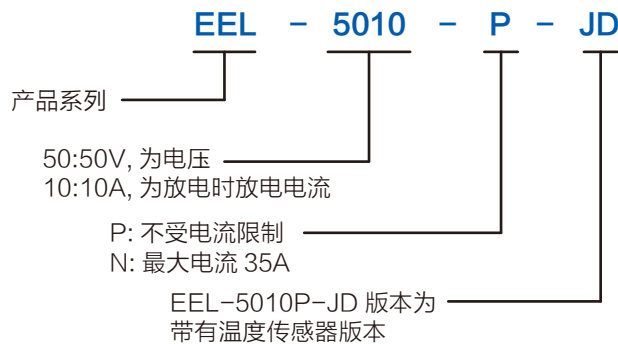 EEL - 5010 - P - JD
产品系列
50:50V, 为电压
10:10A, 为放电时放电电流
P: 不受电流限制
N: 最大电流 35A
EEL-5010P-JD 版本为
带有温度传感器版本